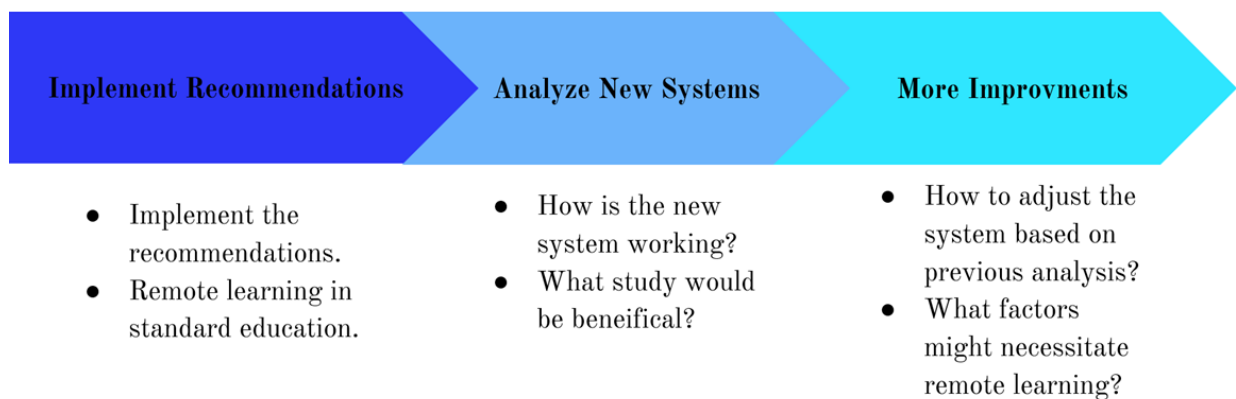 Implement Recommendations
Analyze New Systems
More Improvments
● Implement the
recommendations.
● Remote learning in
standard education.
● How is the new
system working?
● What study would
be beneifical?
● How to adjust the
system based on
previous analysis?
● What factors
might necessitate
remote learning?